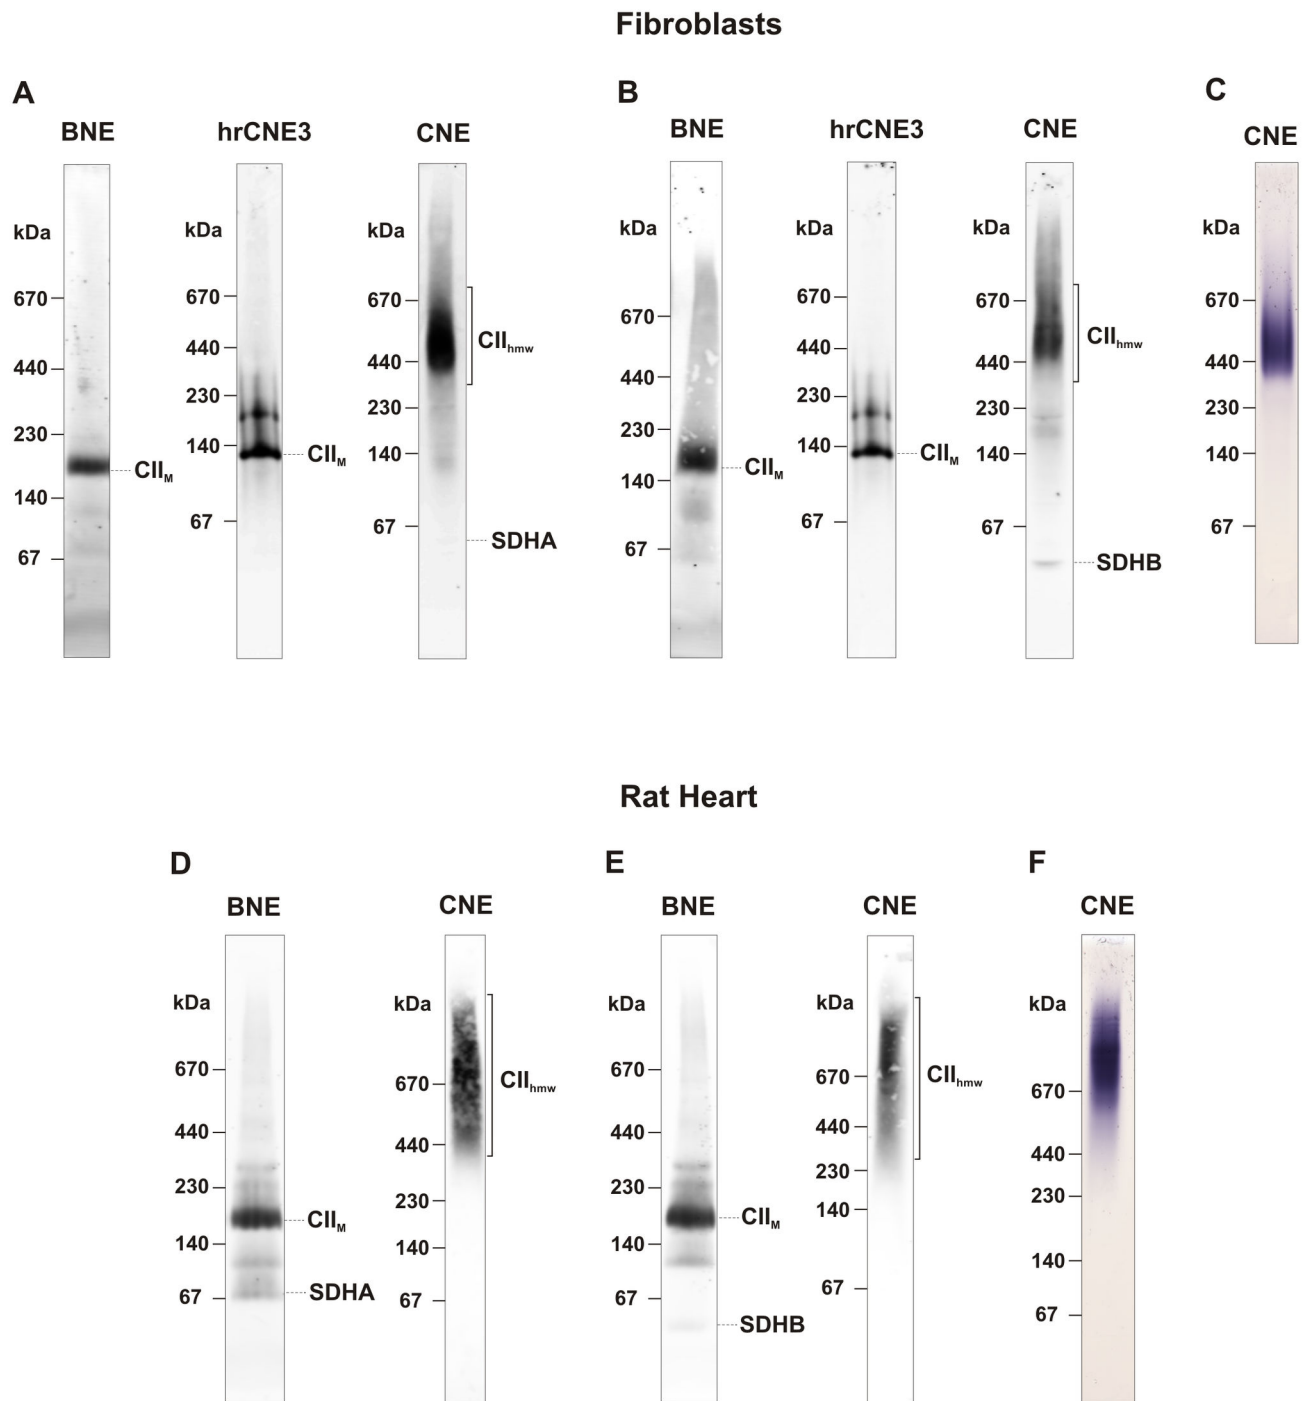 Fibroblasts
A
BNE
kDa
670
440
230
140
67
CIIM
hrCNE3
kDa
670
440
230
140
67
CIIM
CNE
kDa
670
440
230
140
67
CIIhmw
SDHA
B
BNE
kDa
670
440
230
140
67
CIIM
hrCNE3
kDa
670
440
230
140
67
CIIM
CNE
kDa
670
440
230
140
67
CIIhmw
SDHB
C
CNE
kDa
670
440
230
140
67
Rat Heart
D
BNE
kDa
670
440
230
140
67
CIIM
SDHA
CNE
kDa
670
440
230
140
67
CIIhmw
E
BNE
kDa
670
440
230
140
67
CIIM
SDHB
CNE
kDa
670
440
230
140
67
CIIhmw
F
CNE
kDa
670
440
230
140
67